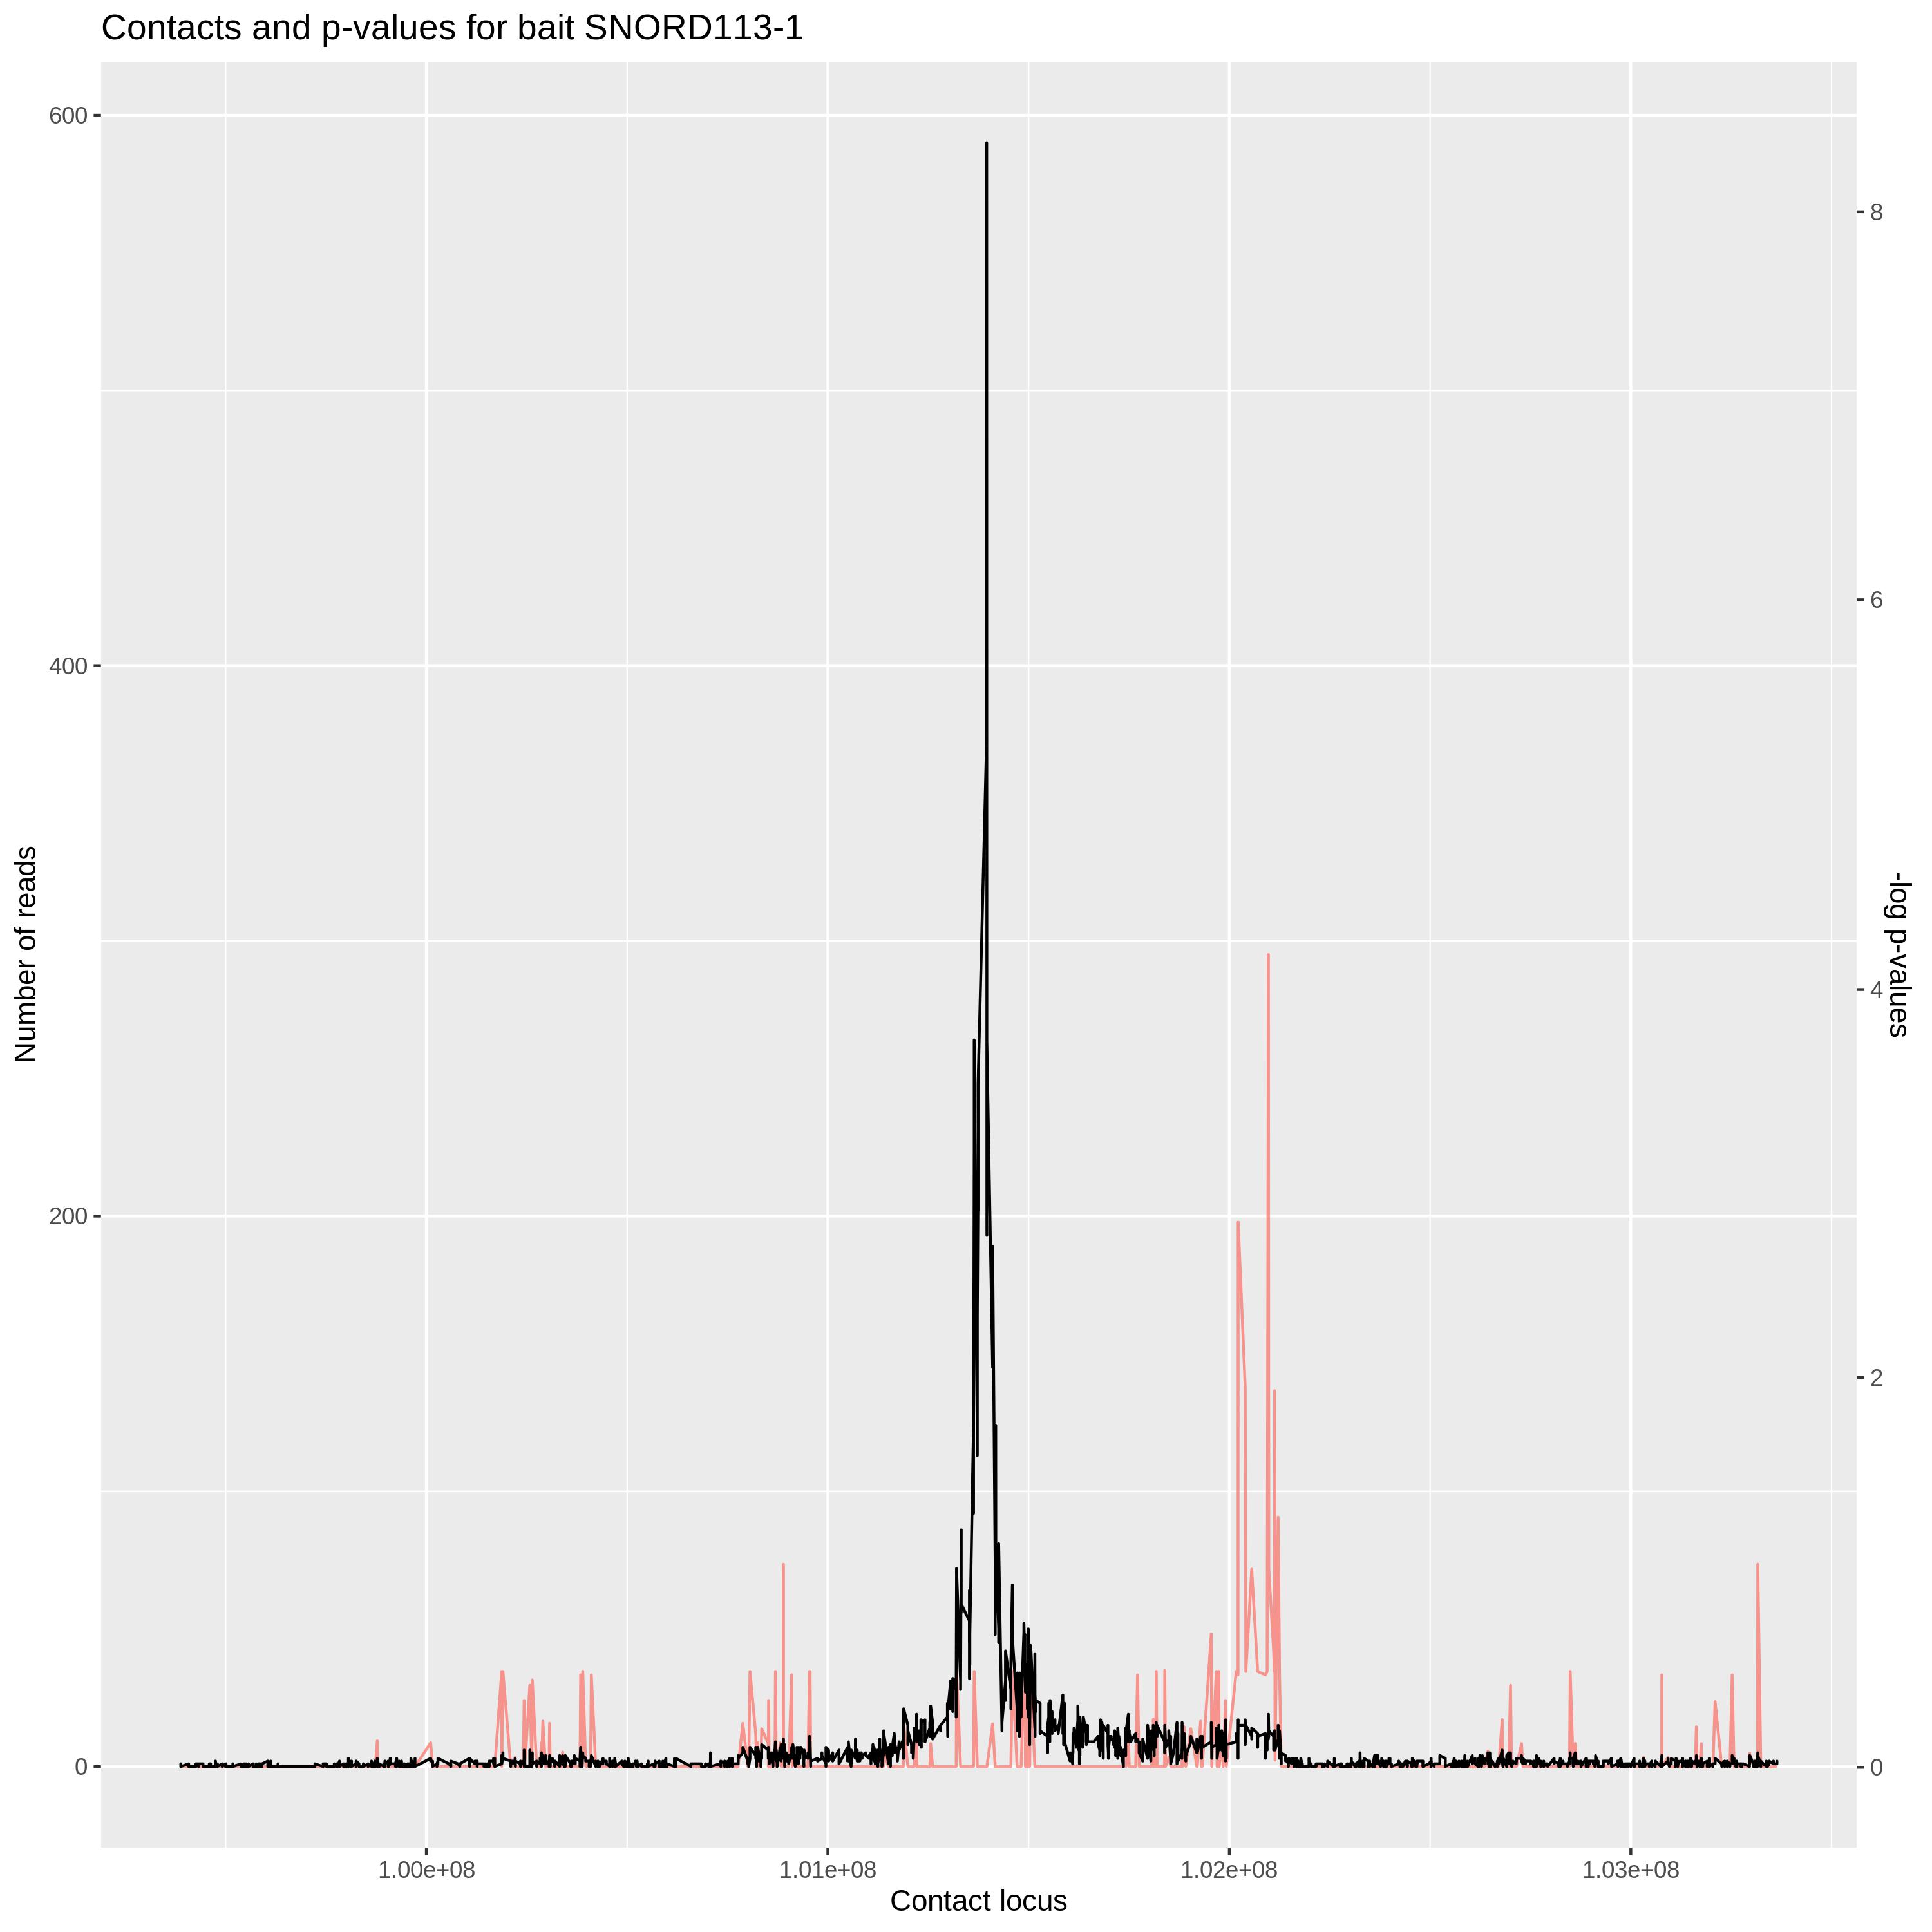 Contacts and p-values for bait SNORD113-1
600
400
200
0
8
6
4
2
0
Number of reads
-log p-values
1.00e+08 1.01e+08 1.02e+08 1.03e+08
Contact locus